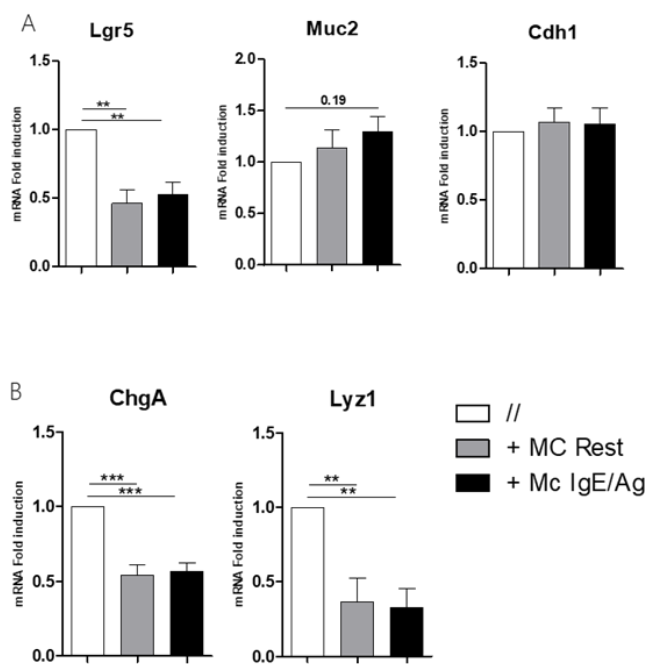 A
Lgr5
Muc2
Cdh1
mRNA Fold induction
1.5
1.0
0.5
0.0
**
**
mRNA Fold induction
2.0
1.5
1.0
0.5
0.0
0.19
mRNA Fold induction
1.5
1.0
0.5
0.0
B
ChgA
Lyz1
mRNA Fold induction
1.5
1.0
0.5
0.0
***
***
mRNA Fold induction
1.5
1.0
0.5
0.0
**
**
//
+ MC Rest
+ Mc IgE/Ag